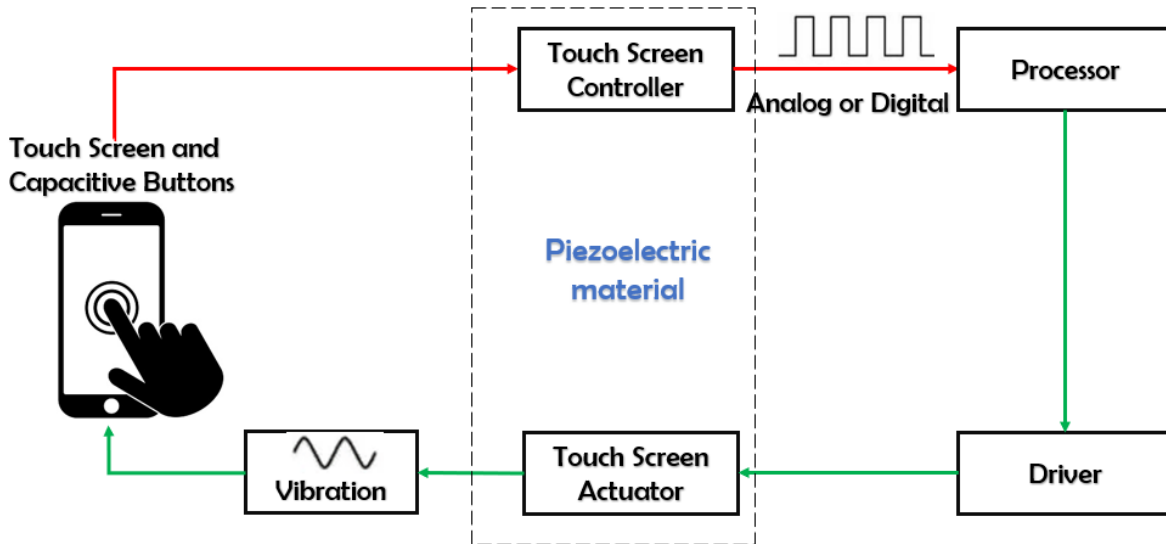 Touch Screen
Controller
Analog or Digital
Processor
Touch Screen and
Capacitive Buttons
Piezoelectric
material
Vibration
Touch Screen
Actuator
Driver